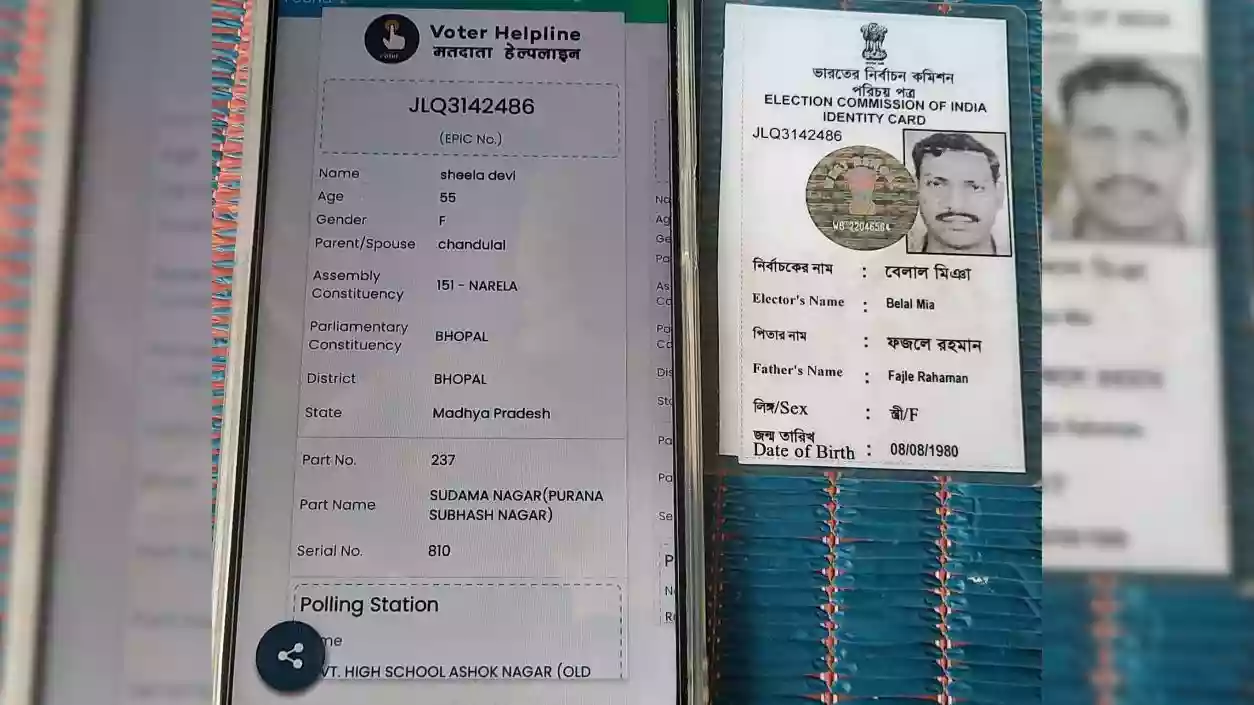 Voter Helpline
मतदाता हेल्पलाइन
JLQ3142486
(EPIC No.)
Name sheela devi
Age 55
Gender F
Parent/Spouse chandulal
Assembly
Constituency 151 - NARELA
Parliamentary
Constituency BHOPAL
District BHOPAL
State Madhya Pradesh
Part No. 237
Part Name SUDAMA NAGAR(PURANA
SUBHASH NAGAR)
Serial No. 810
Polling Station
VT. HIGH SCHOOL ASHOK NAGAR (OLD
ভারতের নির্বাচন কমিশন
পরিচয় পত্র
ELECTION COMMISSION OF INDIA
IDENTITY CARD
JLQ3142486
নির্বাচকের নাম : বেলাল মিঞা
Elector's Name : Belal Mia
পিতার নাম : ফজলে রহমান
Father's Name : Fajle Rahaman
লিঙ্গ/Sex : স্ত্রী/F
জন্ম তারিখ
Date of Birth : 08/08/1980